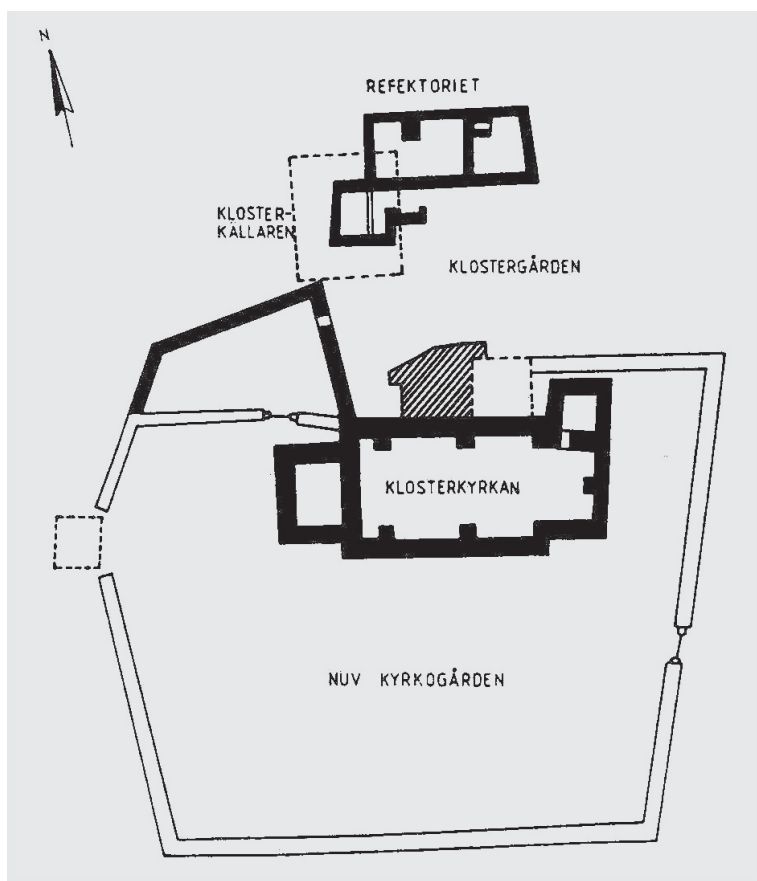 N
REFEKTORIET
KLOSTER-
KÄLLAREN
KLOSTERGÅRDEN
KLOSTERKYRKAN
NUV KYRKOGÅRDEN